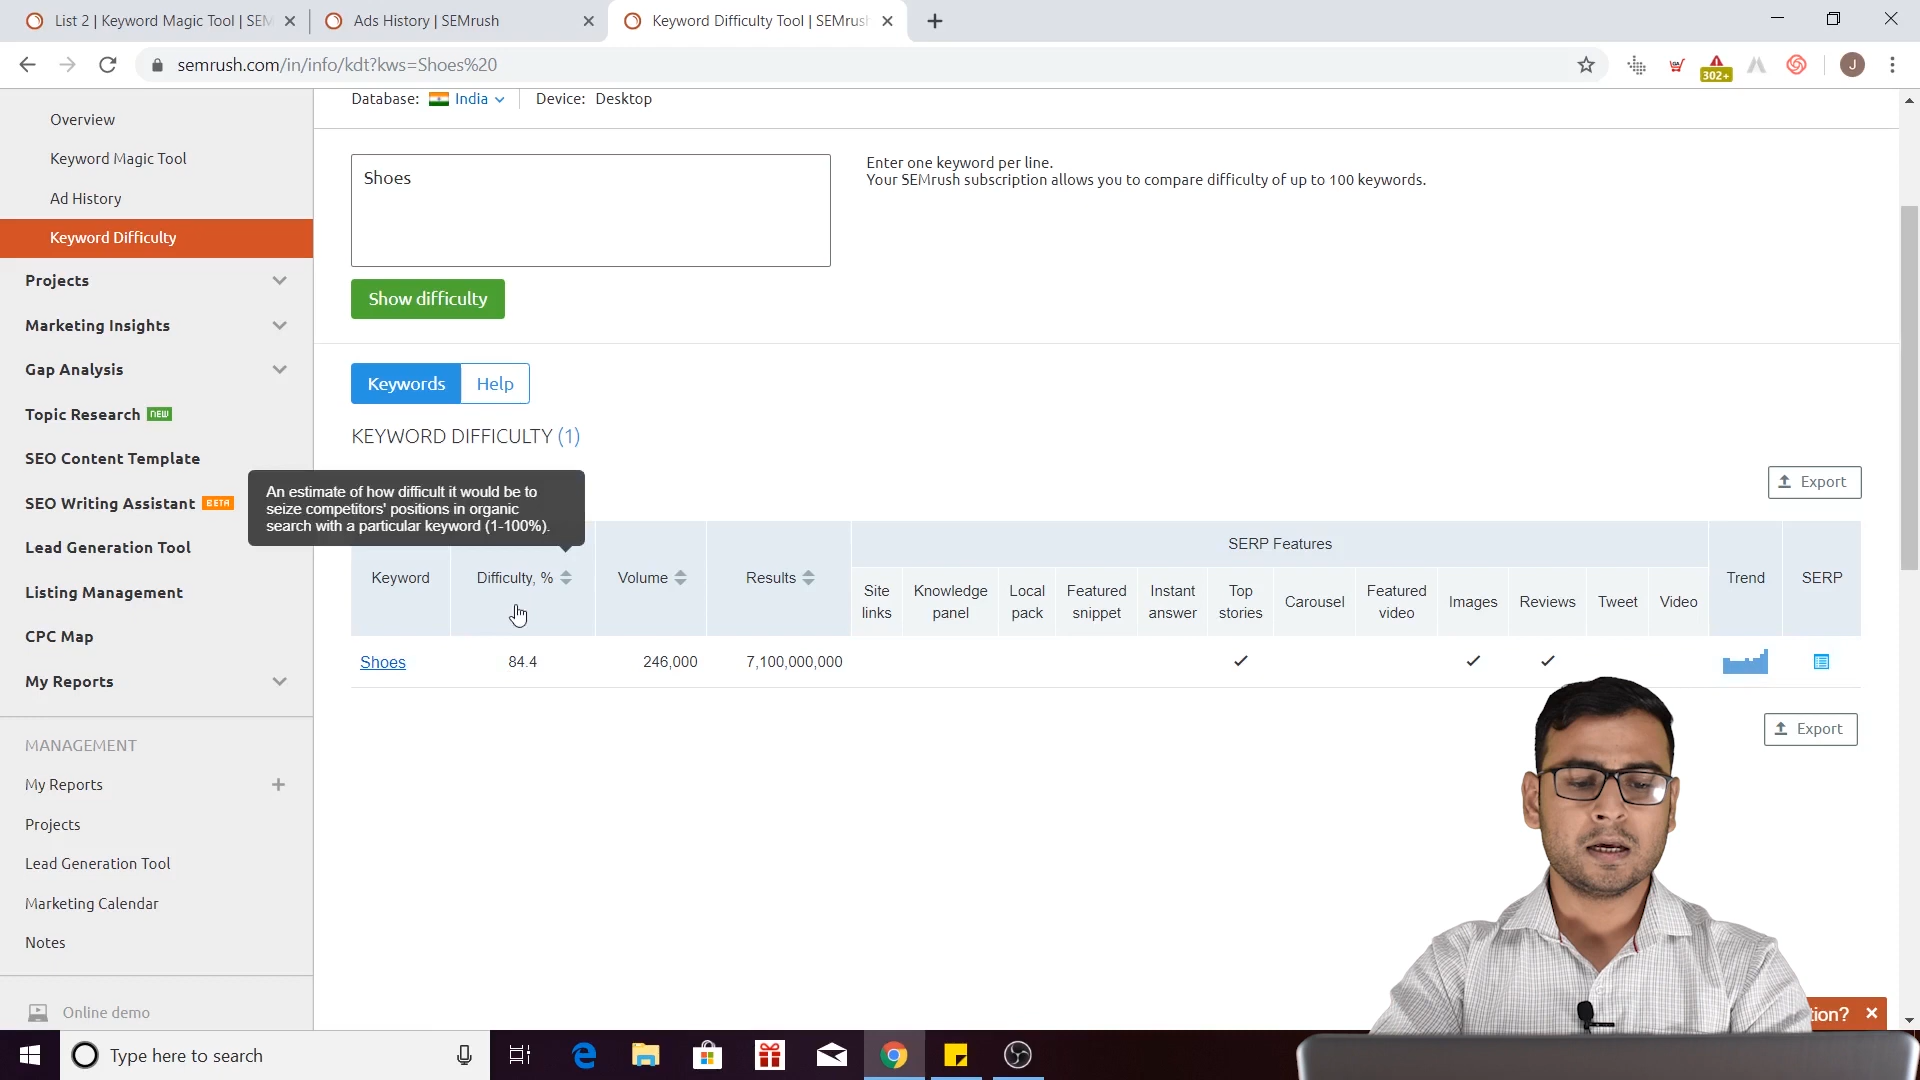 List 2 | Keyword Magic Tool | SEM
Ads History | SEMrush
Keyword Difficulty Tool | SEMrush
semrush.com/in/info/kdt?kws=Shoes%20
302+
J
Database: India
Device: Desktop
Overview
Keyword Magic Tool
Ad History
Keyword Difficulty
Projects
Marketing Insights
Gap Analysis
Topic Research NEW
SEO Content Template
SEO Writing Assistant BETA
Lead Generation Tool
Listing Management
CPC Map
My Reports
MANAGEMENT
My Reports
Projects
Lead Generation Tool
Marketing Calendar
Notes
Online demo
Shoes
Enter one keyword per line.
Your SEMrush subscription allows you to compare difficulty of up to 100 keywords.
Show difficulty
Keywords
Help
KEYWORD DIFFICULTY (1)
An estimate of how difficult it would be to
seize competitors' positions in organic
search with a particular keyword (1-100%).
Export
Keyword
Difficulty, %
Volume
Results
SERP Features
Site
links
Knowledge
panel
Local
pack
Featured
snippet
Instant
answer
Top
stories
Carousel
Featured
video
Images
Reviews
Tweet
Video
Trend
SERP
Shoes
84.4
246,000
7,100,000,000
Export
tion?
Type here to search